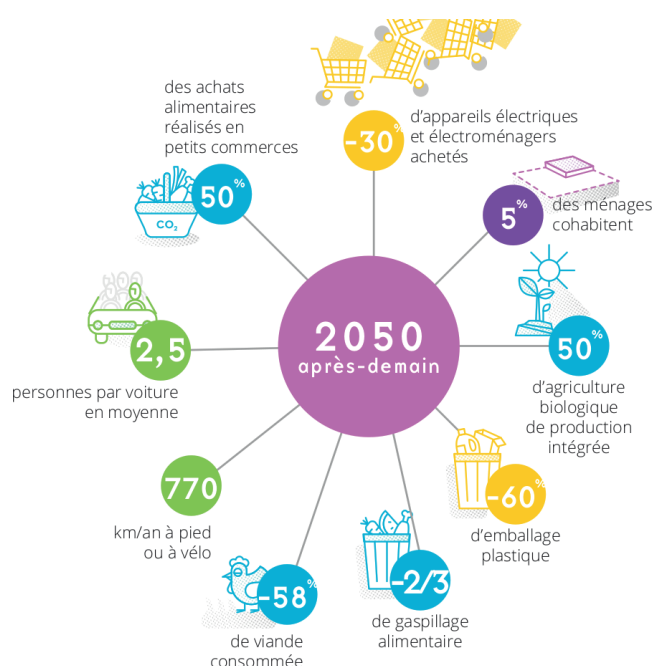 2050
après-demain
-30%
d'appareils électriques
et électroménagers
achetés
5%
des ménages
cohabitent
50%
d'agriculture
biologique
de production
intégrée
-60%
d'emballage
plastique
-2/3
de gaspillage
alimentaire
-58%
de viande
consommée
770
km/an à pied
ou à vélo
2,5
personnes par voiture
en moyenne
des achats
alimentaires
réalisés en
petits commerces
50%
CO₂